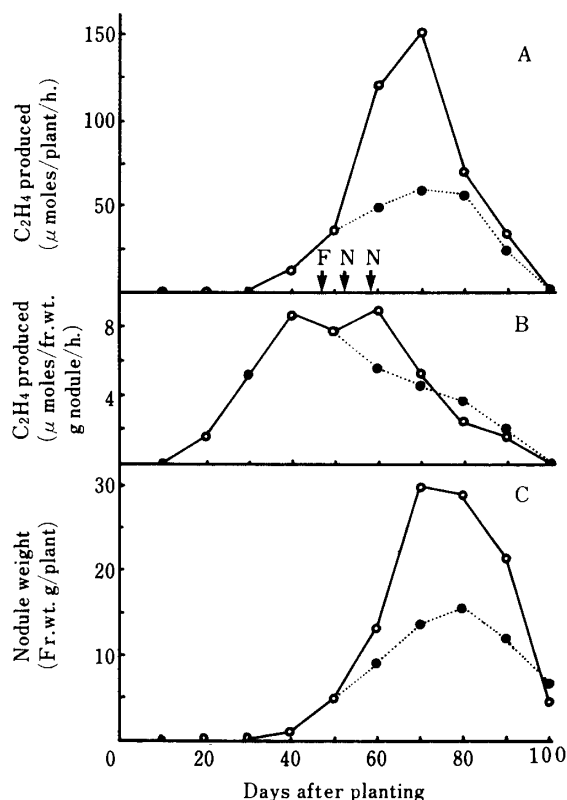 150
100
50
C2H4 produced
(μ moles/plant/h.)
A
F N N
8
4
C2H4 produced
(μ moles/fr.wt.
g nodule/h.)
B
30
20
10
Nodule weight
(Fr.wt. g/plant)
C
0 20 40 60 80 100
Days after planting